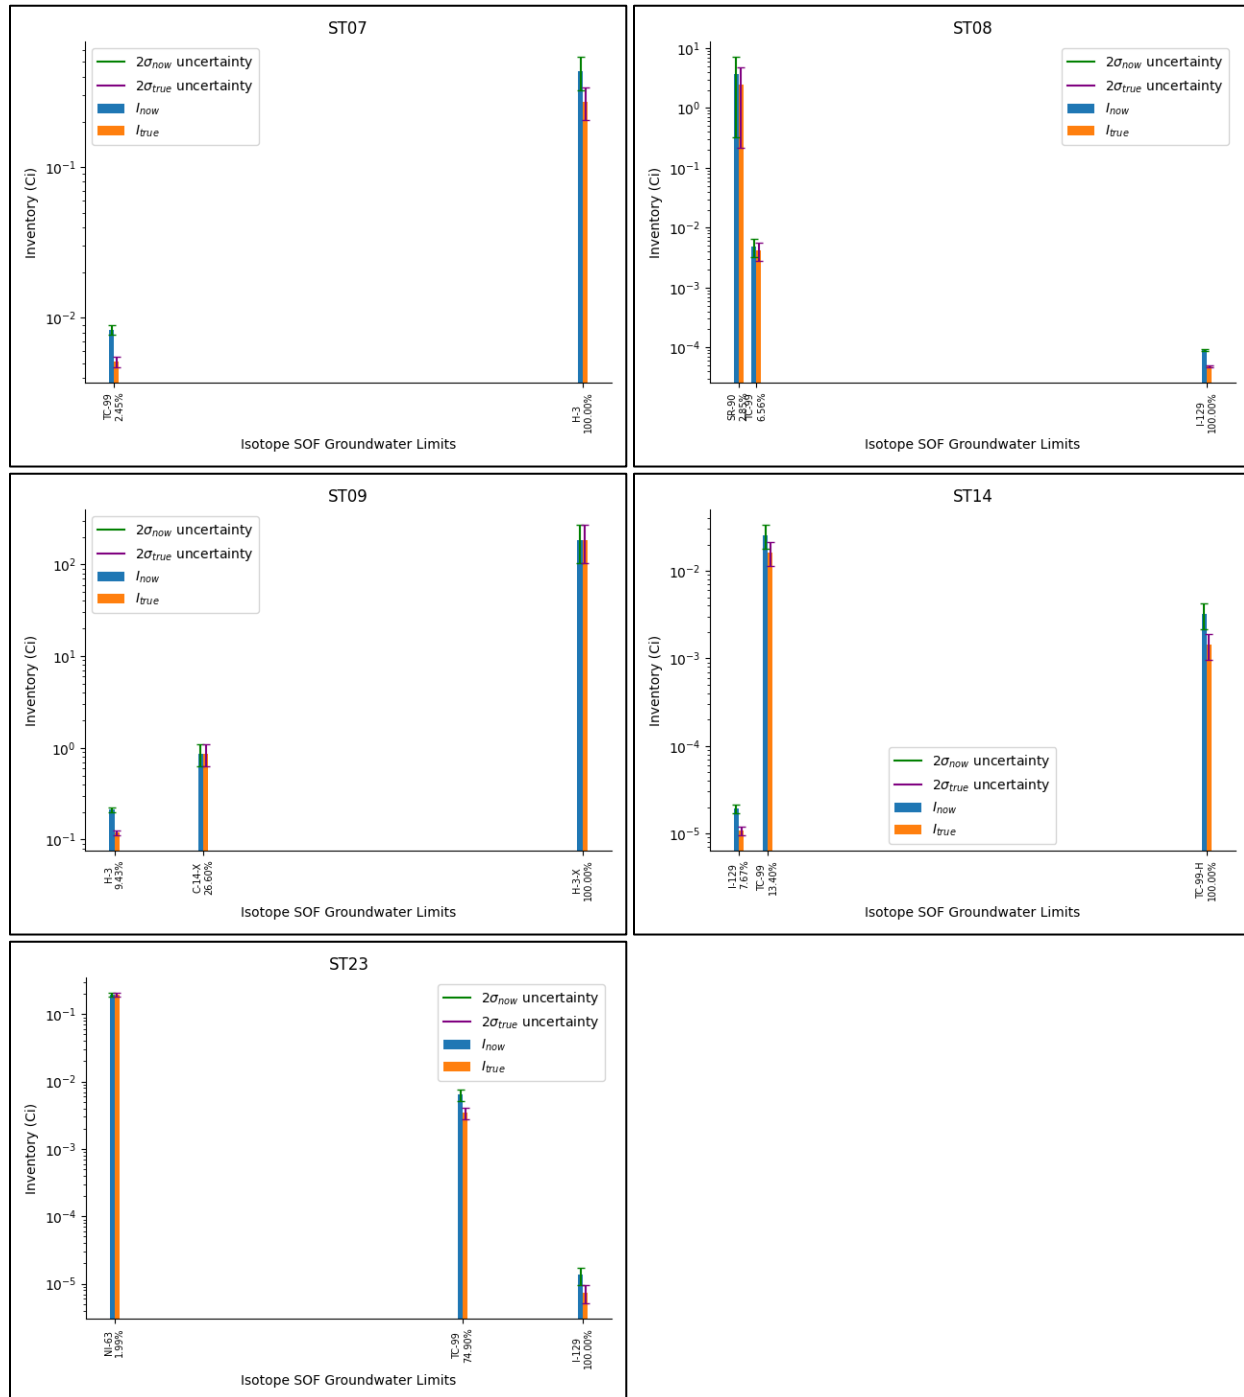 ST07
2σnow uncertainty
2σtrue uncertainty
Inow
Itrue
Inventory (Ci)
10⁻¹
10⁻²
TC-99
2.45%
H-3
100.00%
Isotope SOF Groundwater Limits
ST08
2σnow uncertainty
2σtrue uncertainty
Inow
Itrue
Inventory (Ci)
10¹
10⁰
10⁻¹
10⁻²
10⁻³
10⁻⁴
SR-90
2.85%
TC-99
6.56%
I-129
100.00%
Isotope SOF Groundwater Limits
ST09
2σnow uncertainty
2σtrue uncertainty
Inow
Itrue
Inventory (Ci)
10²
10¹
10⁰
10⁻¹
H-3
9.43%
C-14-X
26.60%
H-3-X
100.00%
Isotope SOF Groundwater Limits
ST14
2σnow uncertainty
2σtrue uncertainty
Inow
Itrue
Inventory (Ci)
10⁻²
10⁻³
10⁻⁴
10⁻⁵
I-129
7.67%
TC-99
13.40%
TC-99-H
100.00%
Isotope SOF Groundwater Limits
ST23
2σnow uncertainty
2σtrue uncertainty
Inow
Itrue
Inventory (Ci)
10⁻¹
10⁻²
10⁻³
10⁻⁴
10⁻⁵
NI-63
1.99%
TC-99
74.90%
I-129
100.00%
Isotope SOF Groundwater Limits